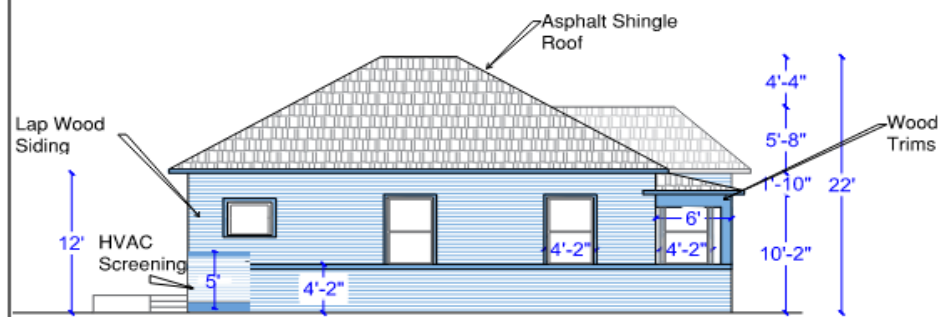 Asphalt Shingle
Roof
4'-4"
Lap Wood
Siding
Wood
Trims
5'-8"
1'-10"
22'
6'
12'
HVAC
Screening
4'-2"
4'-2"
10'-2"
5'
4'-2"